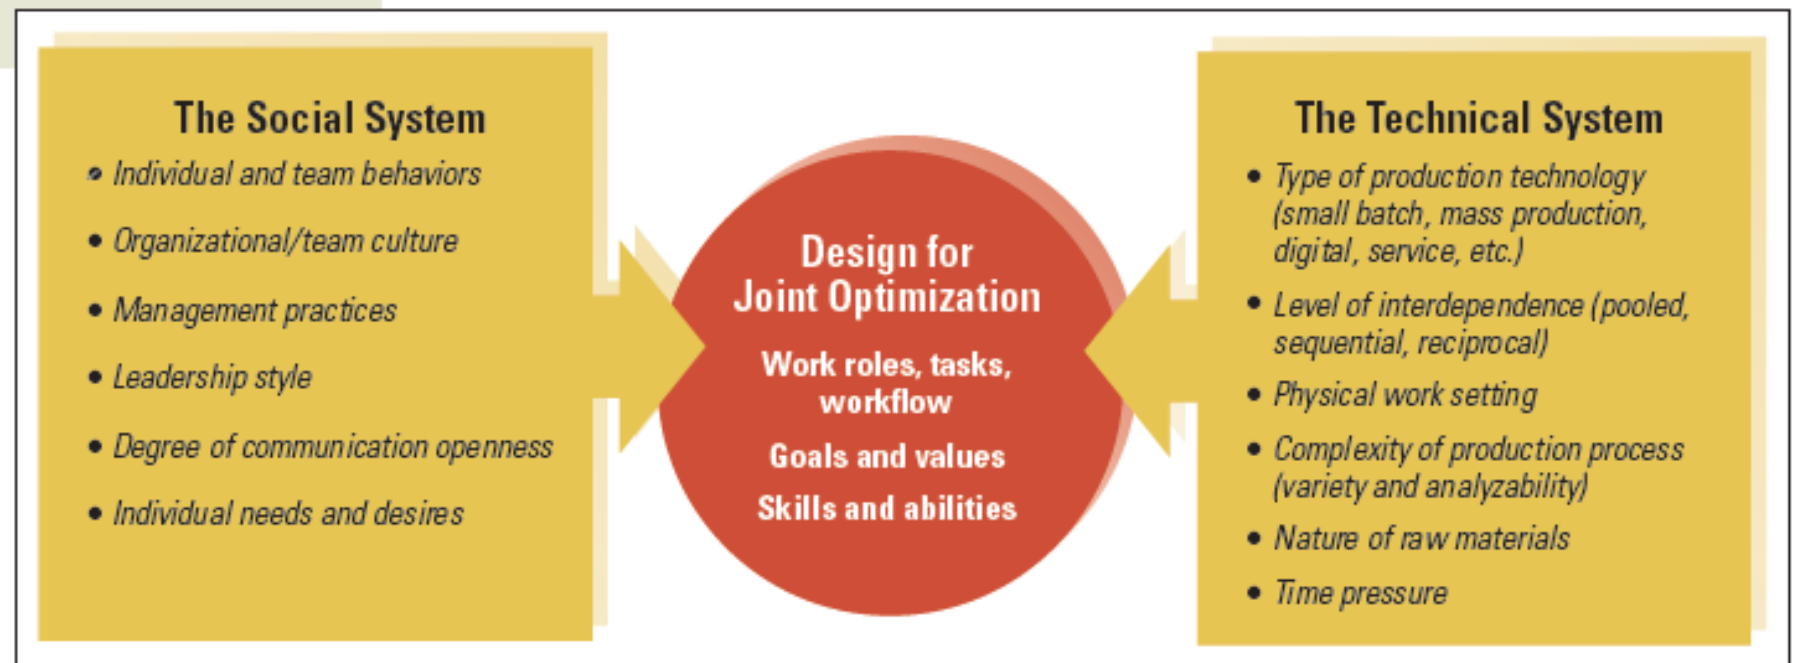 The Social System
• Individual and team behaviors
• Organizational/team culture
• Management practices
• Leadership style
• Degree of communication openness
• Individual needs and desires
Design for
Joint Optimization
Work roles, tasks,
workflow
Goals and values
Skills and abilities
The Technical System
• Type of production technology
(small batch, mass production,
digital, service, etc.)
• Level of interdependence (pooled,
sequential, reciprocal)
• Physical work setting
• Complexity of production process
(variety and analyzability)
• Nature of raw materials
• Time pressure